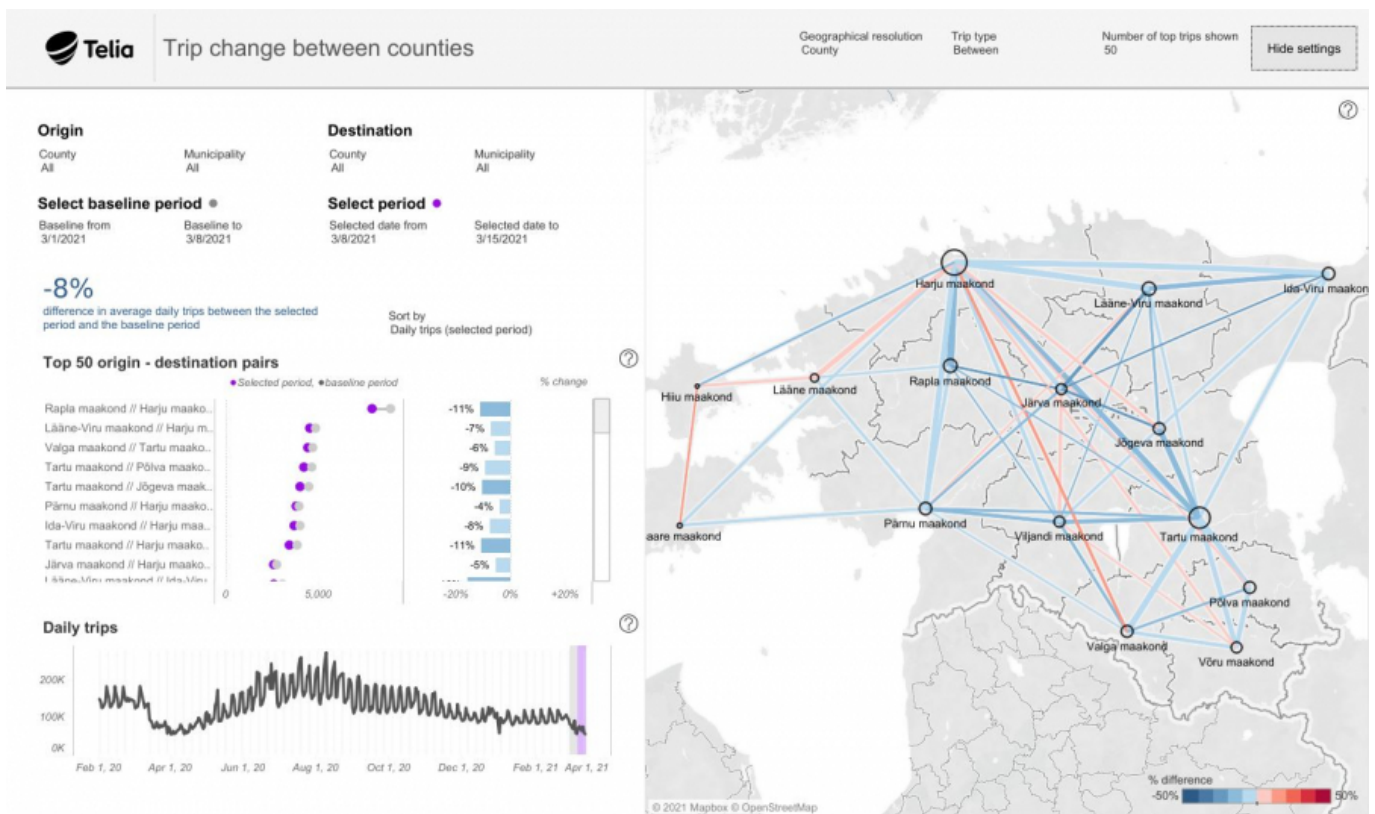 Telia
Trip change between counties
Geographical resolution
County
Trip type
Between
Number of top trips shown
50
Hide settings
Origin
Destination
County
All
Municipality
All
County
All
Municipality
All
Select baseline period
Select period
Baseline from
3/1/2021
Baseline to
3/8/2021
Selected date from
3/8/2021
Selected date to
3/15/2021
-8%
difference in average daily trips between the selected
period and the baseline period
Sort by
Daily trips (selected period)
Top 50 origin - destination pairs
?
Selected period, baseline period
% change
Rapla maakond // Harju maako.. -11%
Lääne-Viru maakond // Harju m.. -7%
Valga maakond // Tartu maako.. -6%
Tartu maakond // Põlva maako.. -9%
Tartu maakond // Jõgeva maak.. -10%
Pärnu maakond // Harju maako.. -4%
Ida-Viru maakond // Harju maa.. -8%
Tartu maakond // Harju maako.. -11%
Järva maakond // Harju maako.. -5%
Lääne-Viru maakond // Ida-Viru
0 5,000 -20% 0% +20%
Daily trips
?
200K
100K
0K
Feb 1, 20 Apr 1, 20 Jun 1, 20 Aug 1, 20 Oct 1, 20 Dec 1, 20 Feb 1, 21 Apr 1, 21
?
Harju maakond
Ida-Viru maakon
Lääne-Viru maakond
Rapla maakond
Lääne maakond
Hiiu maakond
Järva maakond
Jõgeva maakond
Pärnu maakond
Viljandi maakond
Tartu maakond
aare maakond
Põlva maakond
Valga maakond
Võru maakond
% difference
-50% 50%
© 2021 Mapbox © OpenStreetMap